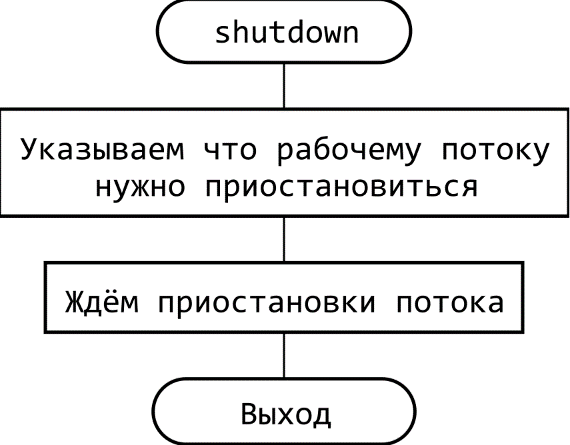 shutdown
Указываем что рабочему потоку
нужно приостановиться
Ждём приостановки потока
Выход